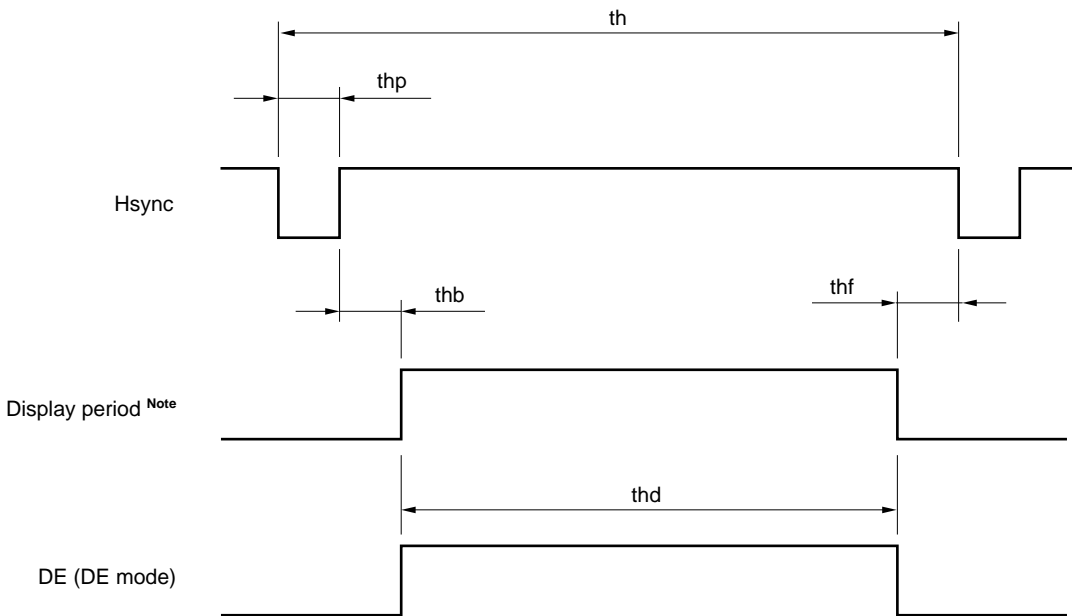 th
thp
Hsync
thb
thf
Display period Note
thd
DE (DE mode)